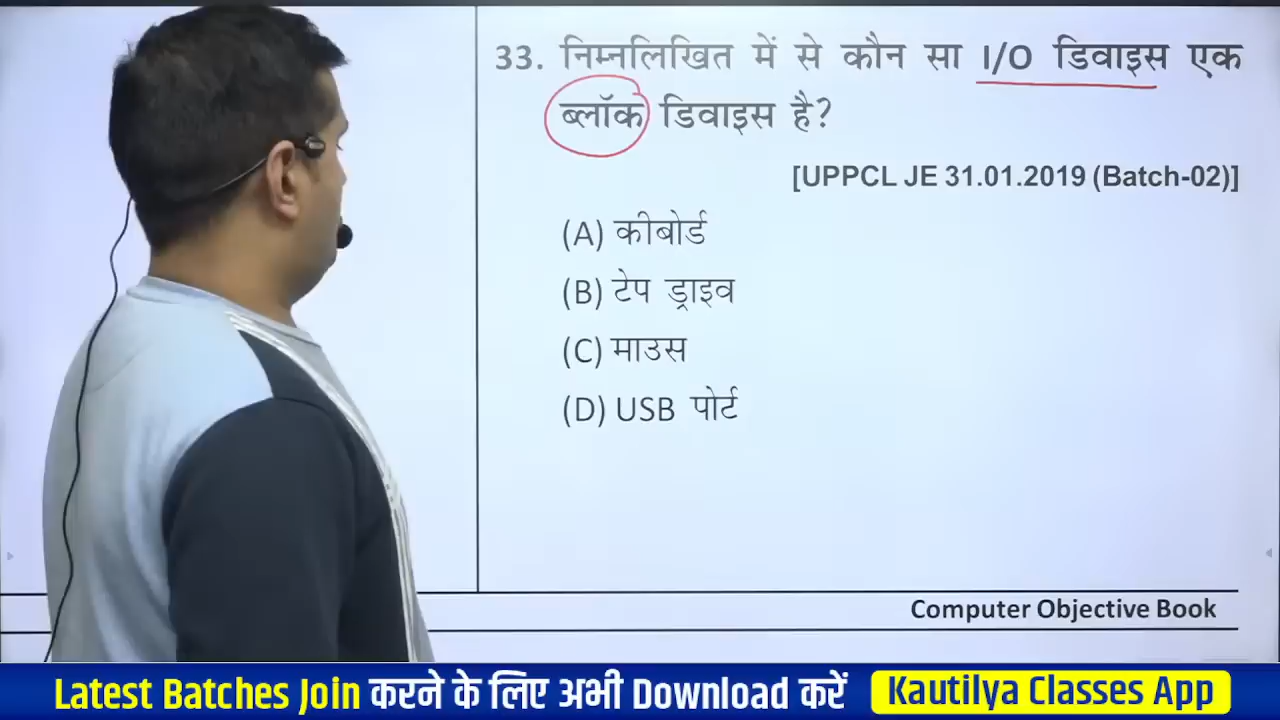 33. निम्नलिखित में से कौन सा I/O डिवाइस एक
ब्लॉक डिवाइस है?
[UPPCL JE 31.01.2019 (Batch-02)]
(A) कीबोर्ड
(B) टेप ड्राइव
(C) माउस
(D) USB पोर्ट
Computer Objective Book
Latest Batches Join करने के लिए अभी Download करें Kautilya Classes App